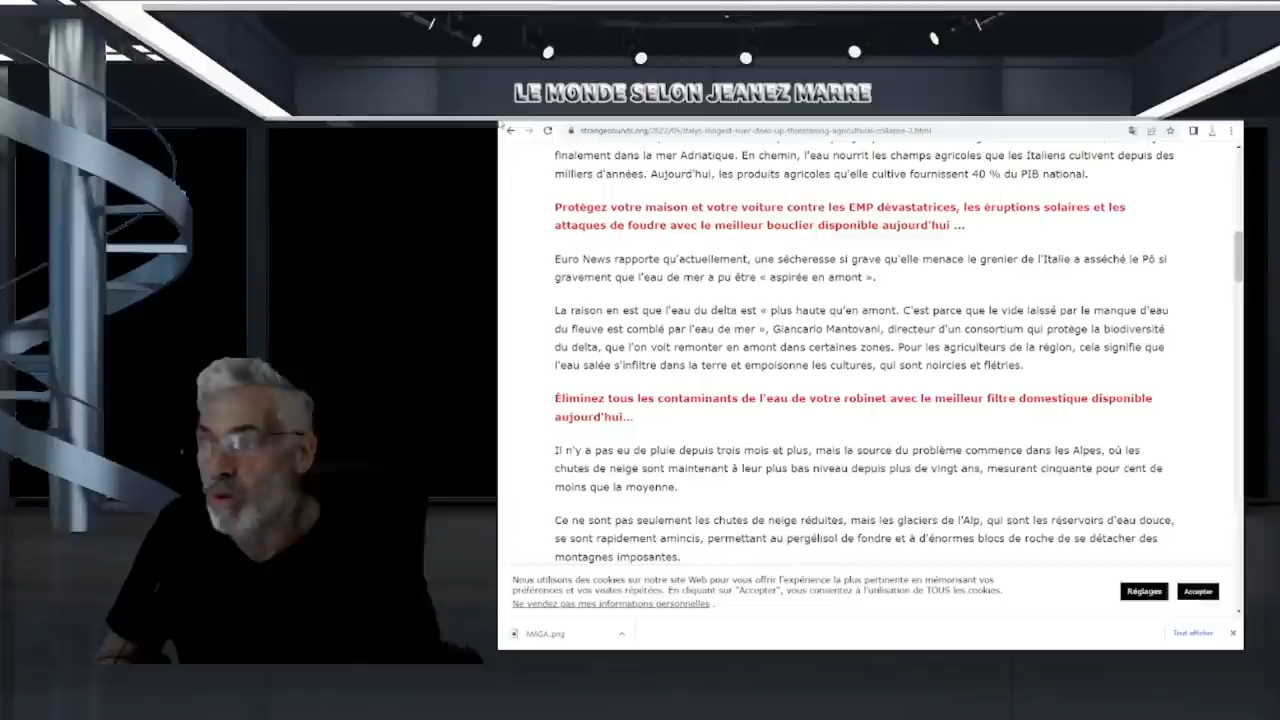 LE MONDE SELON JEANEZ MARRE
strangesounds.org/2022/05/italys-longest-river-dries-up-threatening-agricultural-collapse-2.html
finalement dans la mer Adriatique. En chemin, l'eau nourrit les champs agricoles que les Italiens cultivent depuis des
milliers d'années. Aujourd'hui, les produits agricoles qu'elle cultive fournissent 40 % du PIB national.
Protégez votre maison et votre voiture contre les EMP dévastatrices, les éruptions solaires et les
attaques de foudre avec le meilleur bouclier disponible aujourd'hui ...
Euro News rapporte qu'actuellement, une sécheresse si grave qu'elle menace le grenier de l'Italie a asséché le Pô si
gravement que l'eau de mer a pu être « aspirée en amont ».
La raison en est que l'eau du delta est « plus haute qu'en amont. C'est parce que le vide laissé par le manque d'eau
du fleuve est comblé par l'eau de mer », Giancarlo Mantovani, directeur d'un consortium qui protège la biodiversité
du delta, que l'on voit remonter en amont dans certaines zones. Pour les agriculteurs de la région, cela signifie que
l'eau salée s'infiltre dans la terre et empoisonne les cultures, qui sont noircies et flétries.
Éliminez tous les contaminants de l'eau de votre robinet avec le meilleur filtre domestique disponible
aujourd'hui...
Il n'y a pas eu de pluie depuis trois mois et plus, mais la source du problème commence dans les Alpes, où les
chutes de neige sont maintenant à leur plus bas niveau depuis plus de vingt ans, mesurant cinquante pour cent de
moins que la moyenne.
Ce ne sont pas seulement les chutes de neige réduites, mais les glaciers de l'Alp, qui sont les réservoirs d'eau douce,
se sont rapidement amincis, permettant au pergélisol de fondre et à d'énormes blocs de roche de se détacher des
montagnes imposantes.
Nous utilisons des cookies sur notre site Web pour vous offrir l'expérience la plus pertinente en mémorisant vos
préférences et vos visites répétées. En cliquant sur "Accepter", vous consentez à l'utilisation de TOUS les cookies.
Ne vendez pas mes informations personnelles .
Réglages
Accepter
MAGA.png
Tout afficher